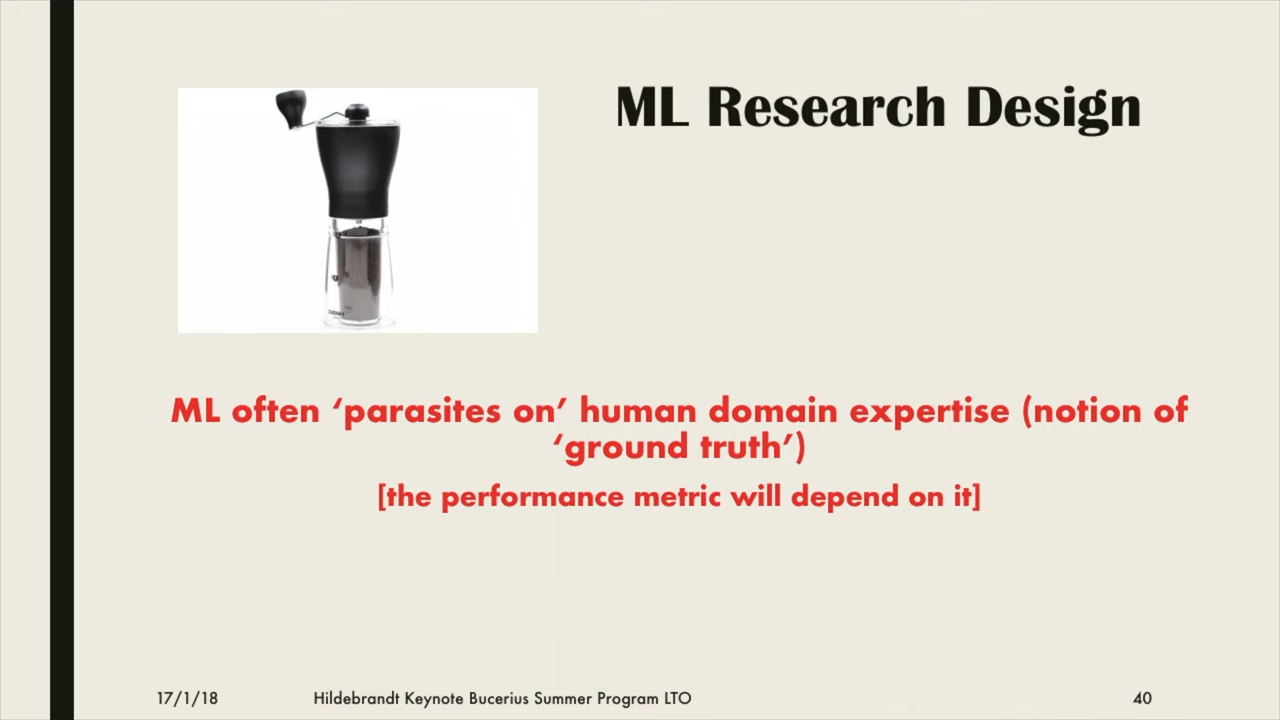 ML Research Design
ML often ‘parasites on’ human domain expertise (notion of
‘ground truth’)
[the performance metric will depend on it]
17/1/18
Hildebrandt Keynote Bucerius Summer Program LTO
40